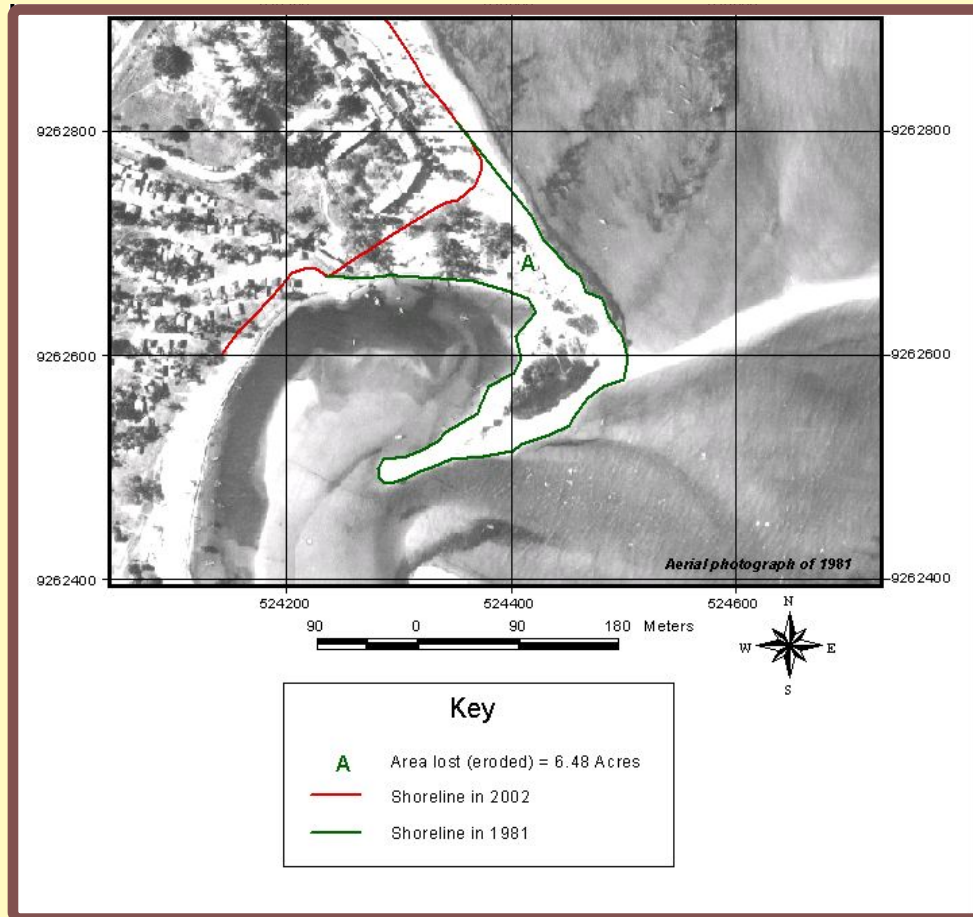 9262800 9262800
A
9262600 9262600
Aerial photograph of 1981
9262400 9262400
524200 524400 524600
N
W E
S
90 0 90 180 Meters
Key
A Area lost (eroded) = 6.48 Acres
Shoreline in 2002
Shoreline in 1981